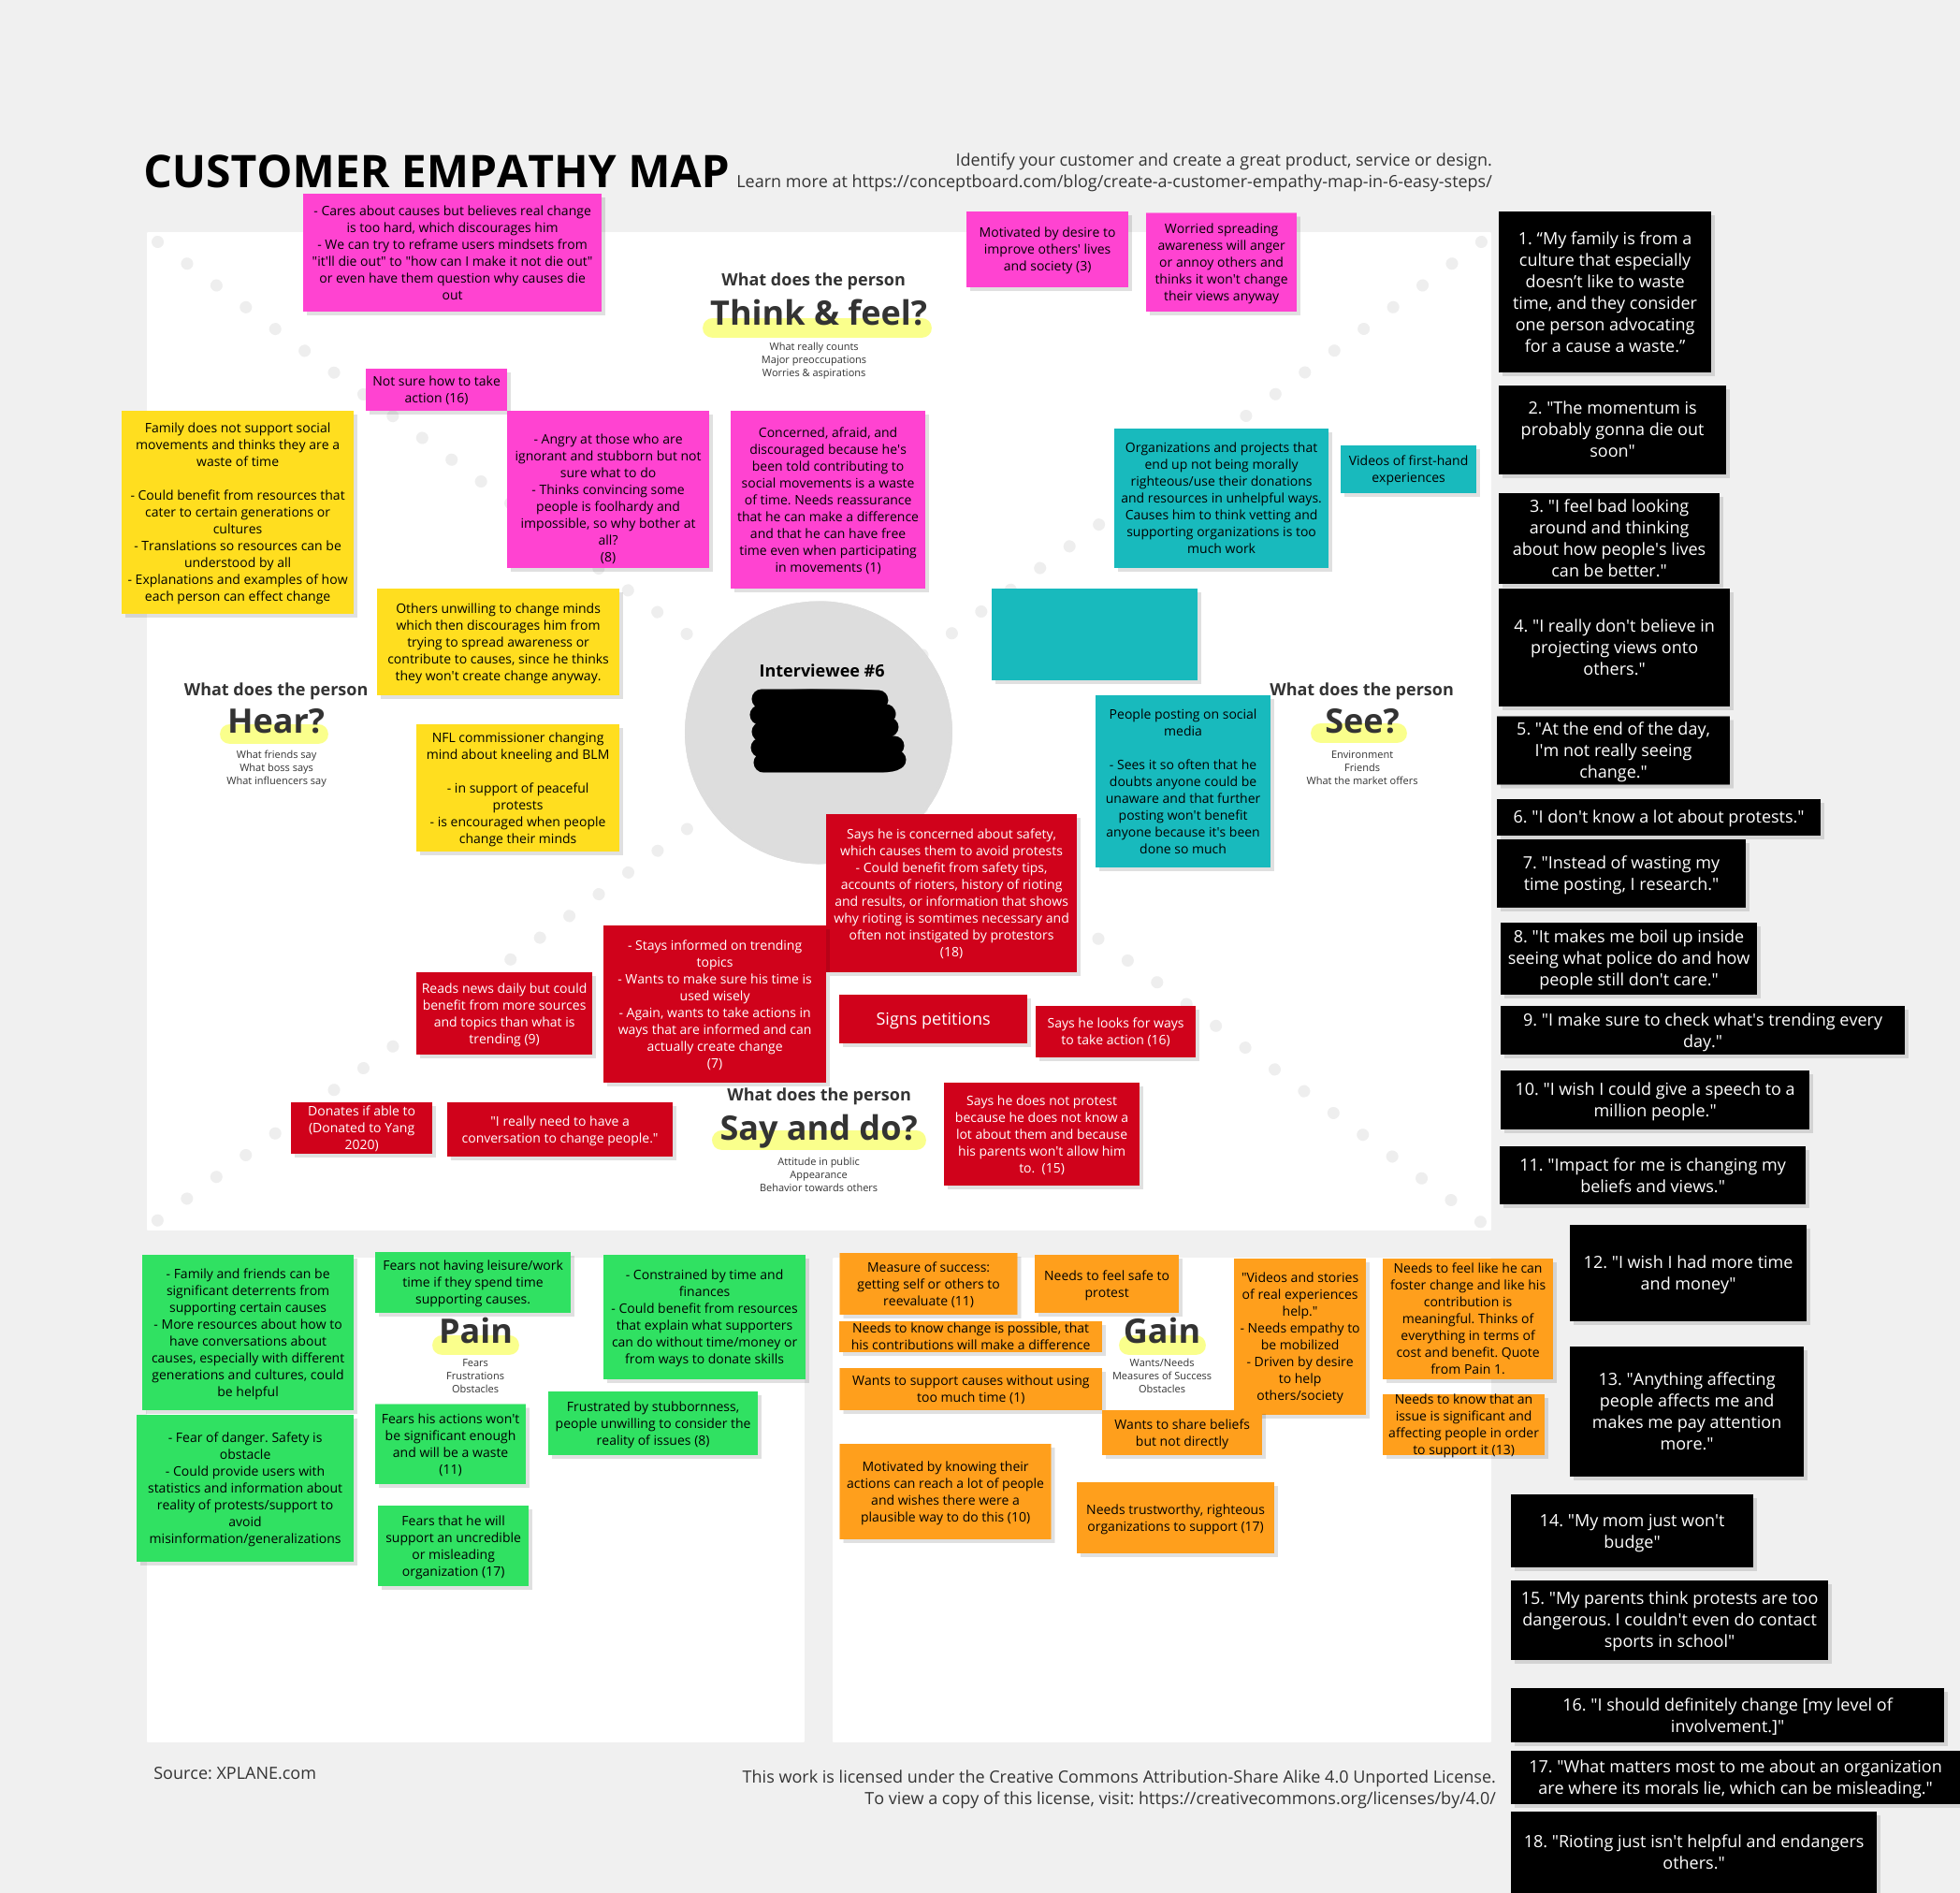 CUSTOMER EMPATHY MAP
Identify your customer and create a great product, service or design.
Learn more at https://conceptboard.com/blog/create-a-customer-empathy-map-in-6-easy-steps/
- Cares about causes but believes real change
is too hard, which discourages him
- We can try to reframe users mindsets from
"it'll die out" to "how can I make it not die out"
or even have them question why causes die
out
Motivated by desire to
improve others' lives
and society (3)
Worried spreading
awareness will anger
or annoy others and
thinks it won't change
their views anyway
What does the person
Think & feel?
What really counts
Major preoccupations
Worries & aspirations
Not sure how to take
action (16)
- Angry at those who are
ignorant and stubborn but not
sure what to do
- Thinks convincing some
people is foolhardy and
impossible, so why bother at
all?
(8)
Concerned, afraid, and
discouraged because he's
been told contributing to
social movements is a waste
of time. Needs reassurance
that he can make a difference
and that he can have free
time even when participating
in movements (1)
Family does not support social
movements and thinks they are a
waste of time
- Could benefit from resources that
cater to certain generations or
cultures
- Translations so resources can be
understood by all
- Explanations and examples of how
each person can effect change
Others unwilling to change minds
which then discourages him from
trying to spread awareness or
contribute to causes, since he thinks
they won't create change anyway.
What does the person
Hear?
What friends say
What boss says
What influencers say
NFL commissioner changing
mind about kneeling and BLM
- in support of peaceful
protests
- is encouraged when people
change their minds
Interviewee #6
Organizations and projects that
end up not being morally
righteous/use their donations
and resources in unhelpful ways.
Causes him to think vetting and
supporting organizations is too
much work
Videos of first-hand
experiences
People posting on social
media
- Sees it so often that he
doubts anyone could be
unaware and that further
posting won't benefit
anyone because it's been
done so much
What does the person
See?
Environment
Friends
What the market offers
Says he is concerned about safety,
which causes them to avoid protests
- Could benefit from safety tips,
accounts of rioters, history of rioting
and results, or information that shows
why rioting is somtimes necessary and
often not instigated by protestors
(18)
- Stays informed on trending
topics
- Wants to make sure his time is
used wisely
- Again, wants to take actions in
ways that are informed and can
actually create change
(7)
Reads news daily but could
benefit from more sources
and topics than what is
trending (9)
Signs petitions
Says he looks for ways
to take action (16)
Donates if able to
(Donated to Yang
2020)
"I really need to have a
conversation to change people."
What does the person
Say and do?
Attitude in public
Appearance
Behavior towards others
Says he does not protest
because he does not know a
lot about them and because
his parents won't allow him
to. (15)
- Family and friends can be
significant deterrents from
supporting certain causes
- More resources about how to
have conversations about
causes, especially with different
generations and cultures, could
be helpful
Fears not having leisure/work
time if they spend time
supporting causes.
- Constrained by time and
finances
- Could benefit from resources
that explain what supporters
can do without time/money or
from ways to donate skills
Pain
Fears
Frustrations
Obstacles
- Fear of danger. Safety is
obstacle
- Could provide users with
statistics and information about
reality of protests/support to
avoid
misinformation/generalizations
Fears his actions won't
be significant enough
and will be a waste
(11)
Frustrated by stubbornness,
people unwilling to consider the
reality of issues (8)
Fears that he will
support an uncredible
or misleading
organization (17)
Measure of success:
getting self or others to
reevaluate (11)
Needs to feel safe to
protest
"Videos and stories
of real experiences
help."
- Needs empathy to
be mobilized
- Driven by desire
to help
others/society
Needs to feel like he can
foster change and like his
contribution is
meaningful. Thinks of
everything in terms of
cost and benefit. Quote
from Pain 1.
Needs to know change is possible, that
his contributions will make a difference
Gain
Wants/Needs
Measures of Success
Obstacles
Wants to support causes without using
too much time (1)
Wants to share beliefs
but not directly
Needs to know that an
issue is significant and
affecting people in order
to support it (13)
Motivated by knowing their
actions can reach a lot of people
and wishes there were a
plausible way to do this (10)
Needs trustworthy, righteous
organizations to support (17)
1. “My family is from a
culture that especially
doesn’t like to waste
time, and they consider
one person advocating
for a cause a waste.”
2. "The momentum is
probably gonna die out
soon"
3. "I feel bad looking
around and thinking
about how people's lives
can be better."
4. "I really don't believe in
projecting views onto
others."
5. "At the end of the day,
I'm not really seeing
change."
6. "I don't know a lot about protests."
7. "Instead of wasting my
time posting, I research."
8. "It makes me boil up inside
seeing what police do and how
people still don't care."
9. "I make sure to check what's trending every
day."
10. "I wish I could give a speech to a
million people."
11. "Impact for me is changing my
beliefs and views."
12. "I wish I had more time
and money"
13. "Anything affecting
people affects me and
makes me pay attention
more."
14. "My mom just won't
budge"
15. "My parents think protests are too
dangerous. I couldn't even do contact
sports in school"
16. "I should definitely change [my level of
involvement.]"
17. "What matters most to me about an organization
are where its morals lie, which can be misleading."
18. "Rioting just isn't helpful and endangers
others."
Source: XPLANE.com
This work is licensed under the Creative Commons Attribution-Share Alike 4.0 Unported License.
To view a copy of this license, visit: https://creativecommons.org/licenses/by/4.0/